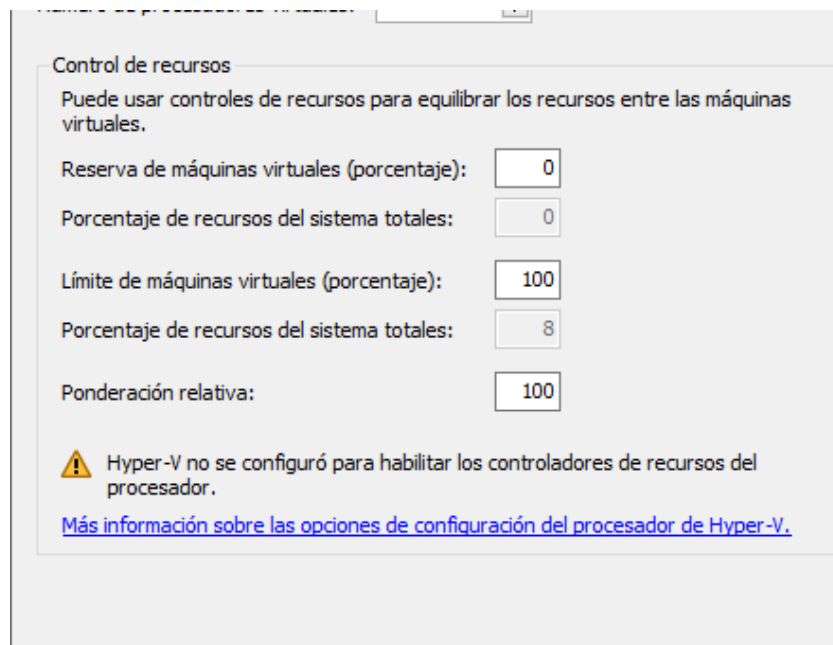 Control de recursos
Puede usar controles de recursos para equilibrar los recursos entre las máquinas
virtuales.
Reserva de máquinas virtuales (porcentaje): 0
Porcentaje de recursos del sistema totales: 0
Límite de máquinas virtuales (porcentaje): 100
Porcentaje de recursos del sistema totales: 8
Ponderación relativa: 100
Hyper-V no se configuró para habilitar los controladores de recursos del
procesador.
Más información sobre las opciones de configuración del procesador de Hyper-V.